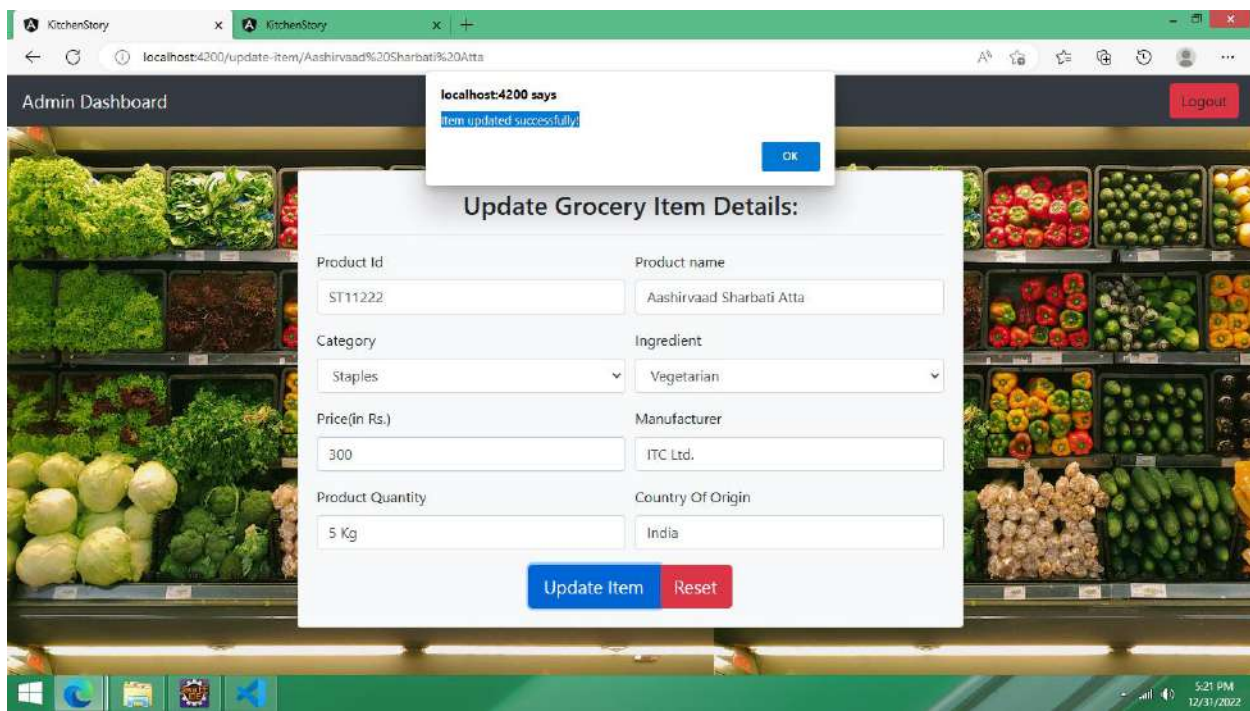 KitchenStory
KitchenStory
localhost:4200/update-item/Aashirvaad%20Sharbati%20Atta
Admin Dashboard
Logout
localhost:4200 says
Item updated successfully!
OK
Update Grocery Item Details:
Product Id Product name
ST11222 Aashirvaad Sharbati Atta
Category Ingredient
Staples Vegetarian
Price(in Rs.) Manufacturer
300 ITC Ltd.
Product Quantity Country Of Origin
5 Kg India
Update Item Reset
5:21 PM
12/31/2022